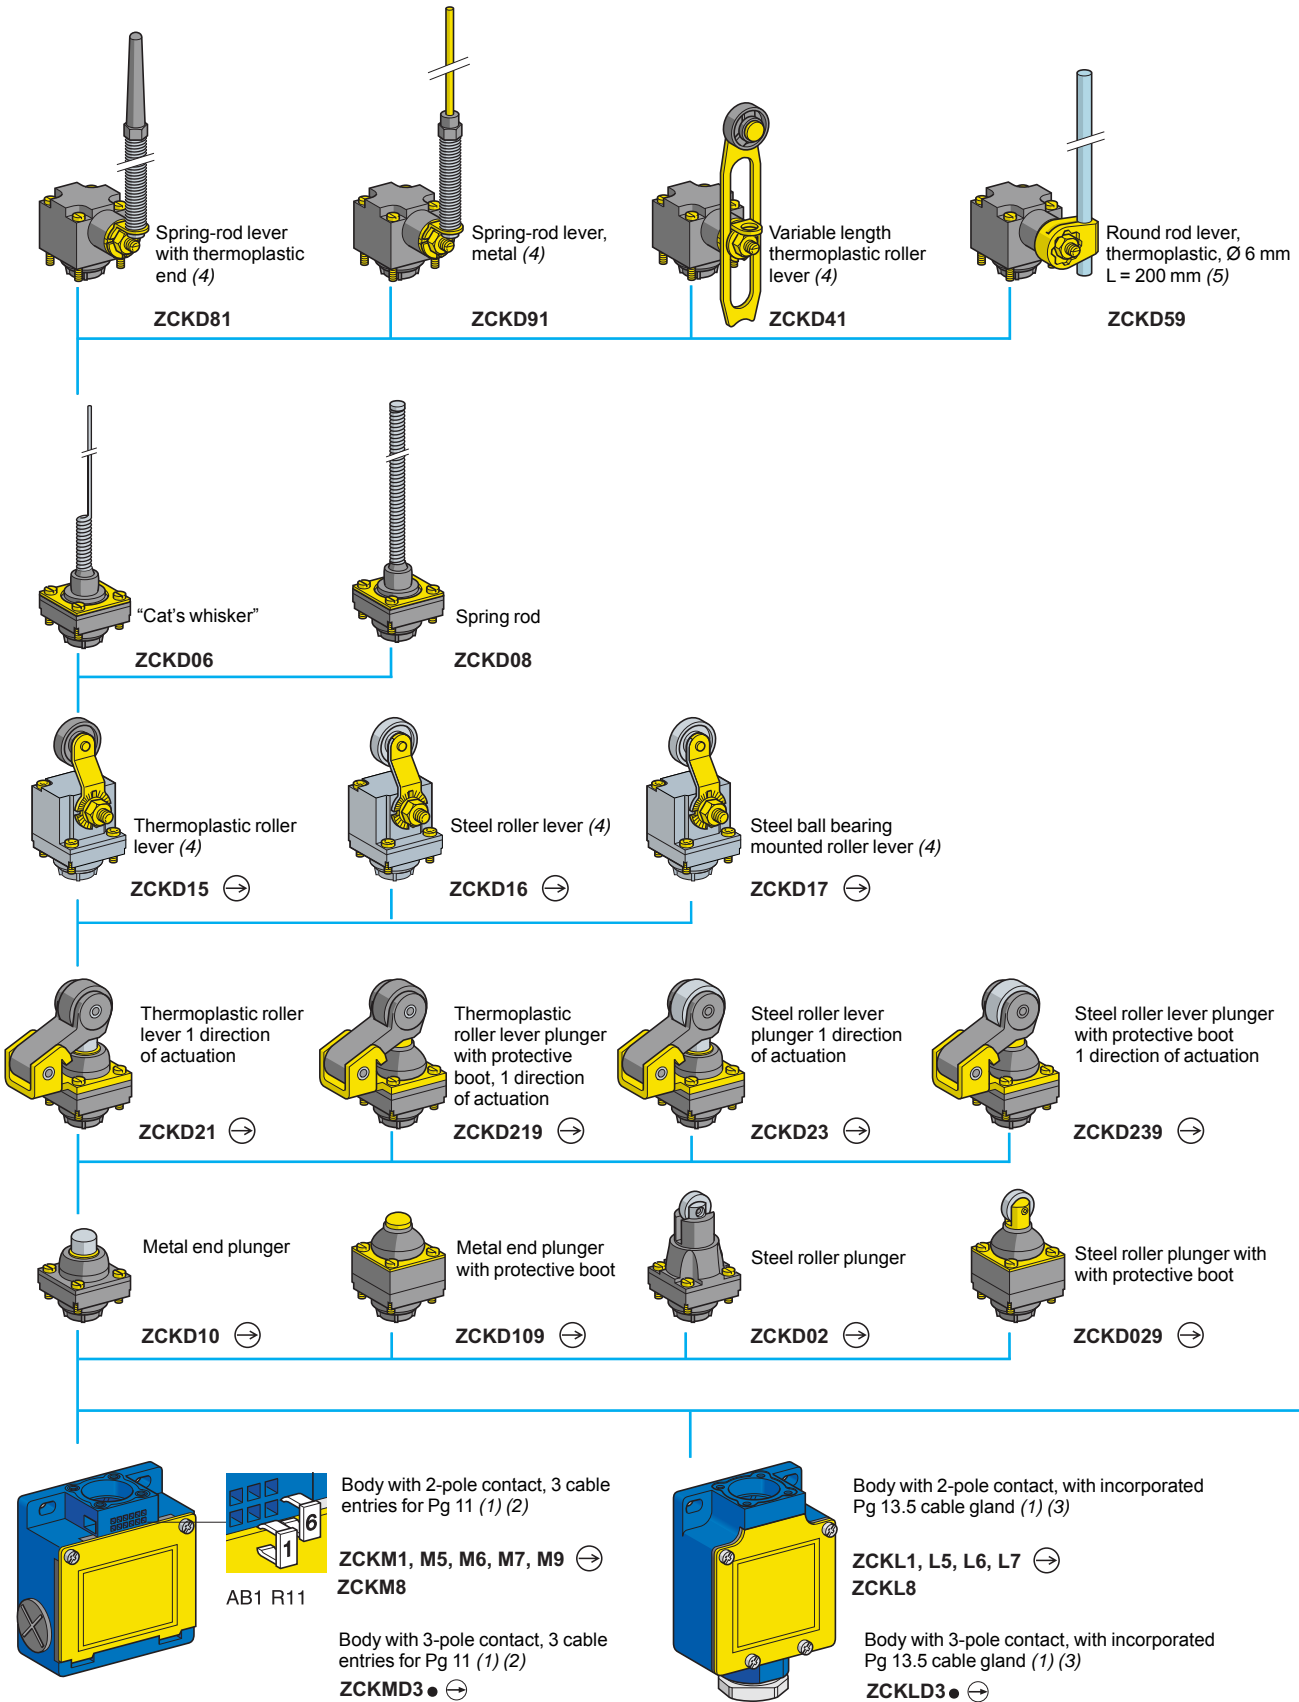 Spring-rod lever
with thermoplastic
end (4)
ZCKD81
Spring-rod lever,
metal (4)
ZCKD91
Variable length
thermoplastic roller
lever (4)
ZCKD41
Round rod lever,
thermoplastic, Ø 6 mm
L = 200 mm (5)
ZCKD59
“Cat’s whisker”
ZCKD06
Spring rod
ZCKD08
Thermoplastic roller
lever (4)
ZCKD15
Steel roller lever (4)
ZCKD16
Steel ball bearing
mounted roller lever (4)
ZCKD17
Thermoplastic roller
lever 1 direction
of actuation
ZCKD21
Thermoplastic
roller lever plunger
with protective
boot, 1 direction
of actuation
ZCKD219
Steel roller lever
plunger 1 direction
of actuation
ZCKD23
Steel roller lever plunger
with protective boot
1 direction of actuation
ZCKD239
Metal end plunger
ZCKD10
Metal end plunger
with protective boot
ZCKD109
Steel roller plunger
ZCKD02
Steel roller plunger with
with protective boot
ZCKD029
6
1
AB1 R11
Body with 2-pole contact, 3 cable
entries for Pg 11 (1) (2)
ZCKM1, M5, M6, M7, M9
ZCKM8
Body with 3-pole contact, 3 cable
entries for Pg 11 (1) (2)
ZCKMD3●
Body with 2-pole contact, with incorporated
Pg 13.5 cable gland (1) (3)
ZCKL1, L5, L6, L7
ZCKL8
Body with 3-pole contact, with incorporated
Pg 13.5 cable gland (1) (3)
ZCKLD3●